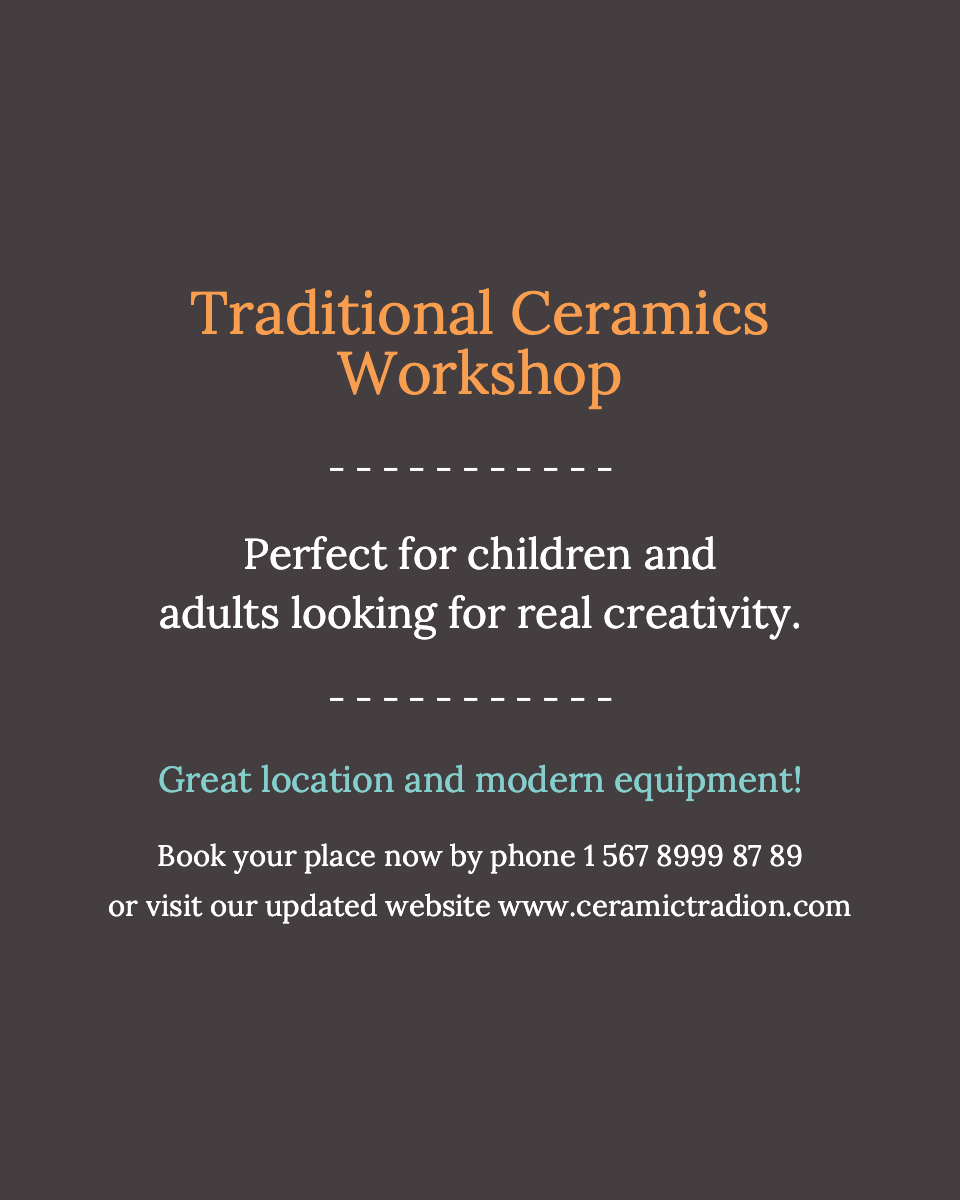 Traditional Ceramics
Workshop
- - - - - - - - - - -
Perfect for children and
adults looking for real creativity.
- - - - - - - - - - -
Great location and modern equipment!
Book your place now by phone 1 567 8999 87 89
or visit our updated website www.ceramictradion.com